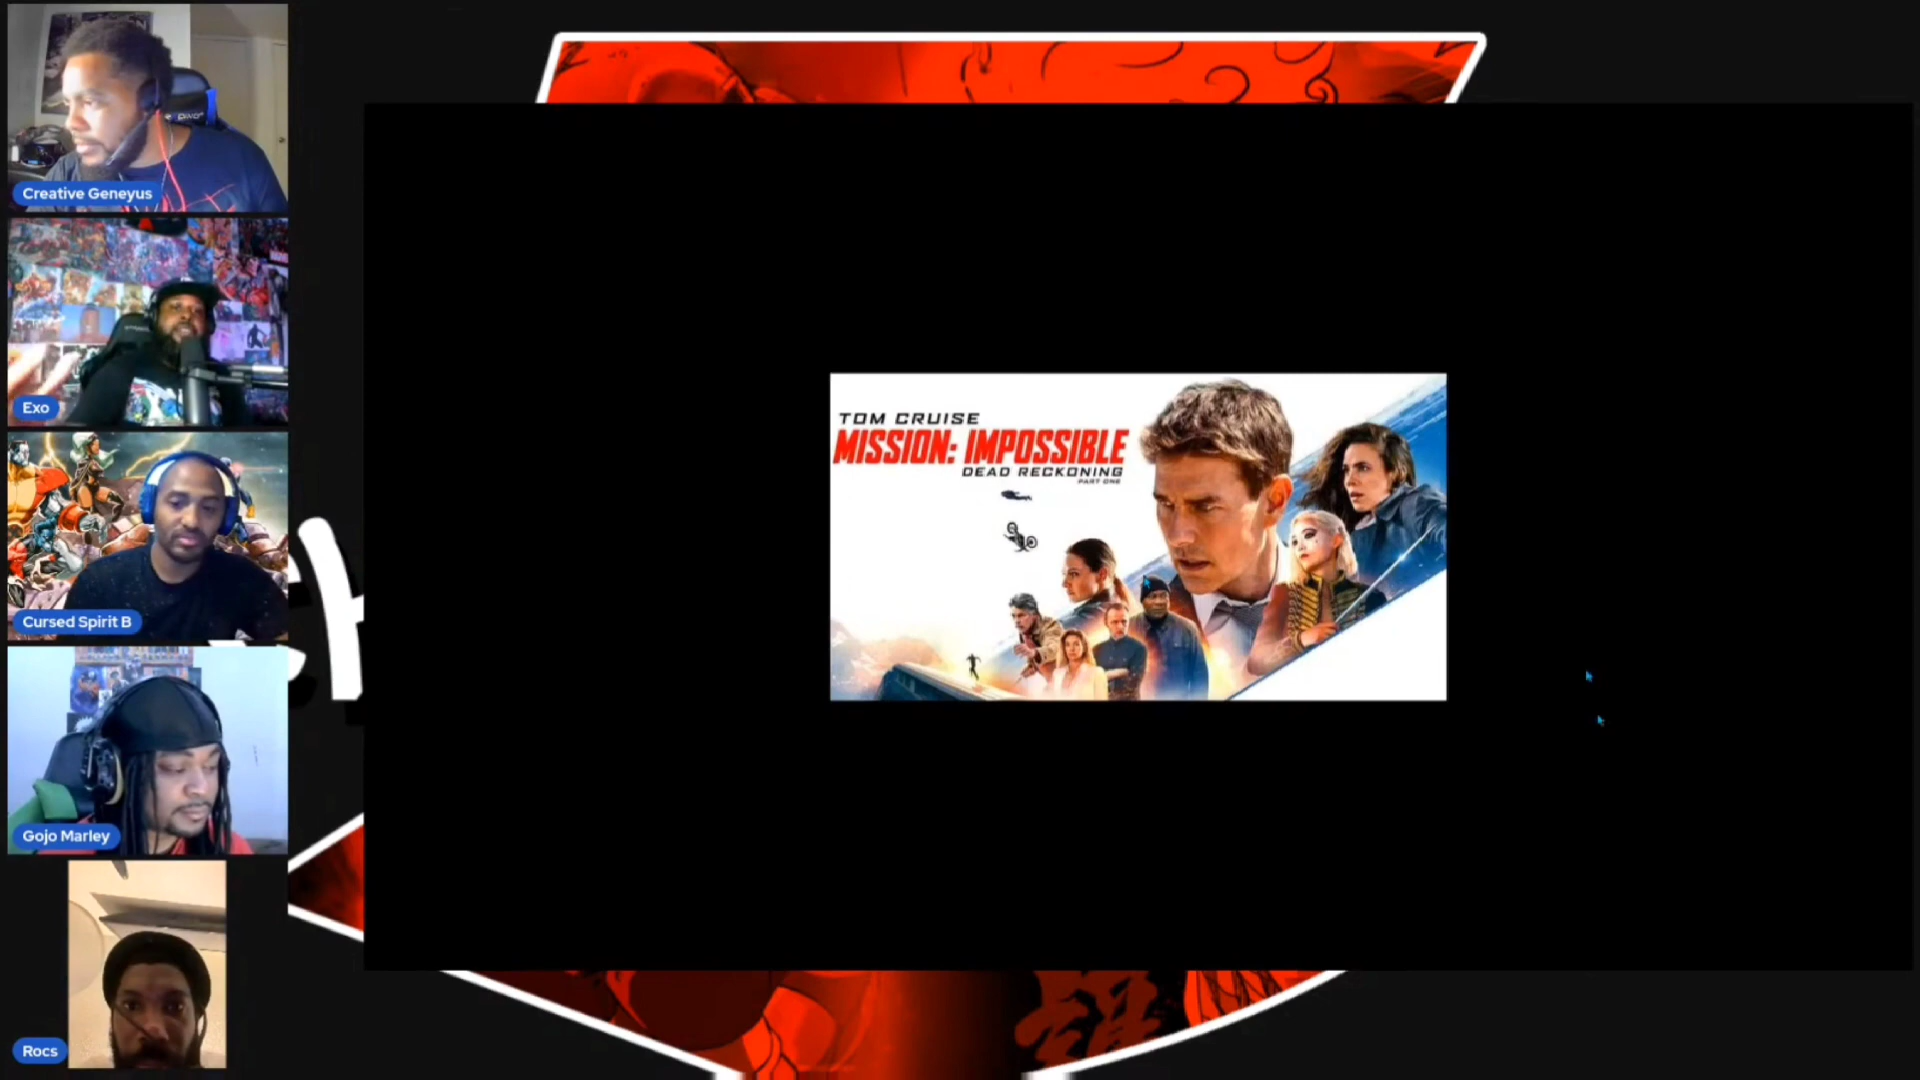 Creative Geneyus
Exo
Cursed Spirit B
Gojo Marley
Rocs
TOM CRUISE
MISSION: IMPOSSIBLE
DEAD RECKONING
PART ONE